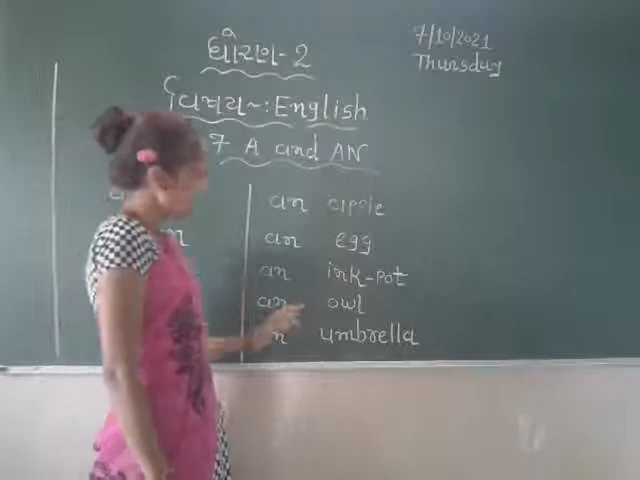 ધોરણ-2
7/10/2021
Thursday
વિષય:-English
7 A and AN
an apple
an egg
an ink-pot
an owl
an umbrella